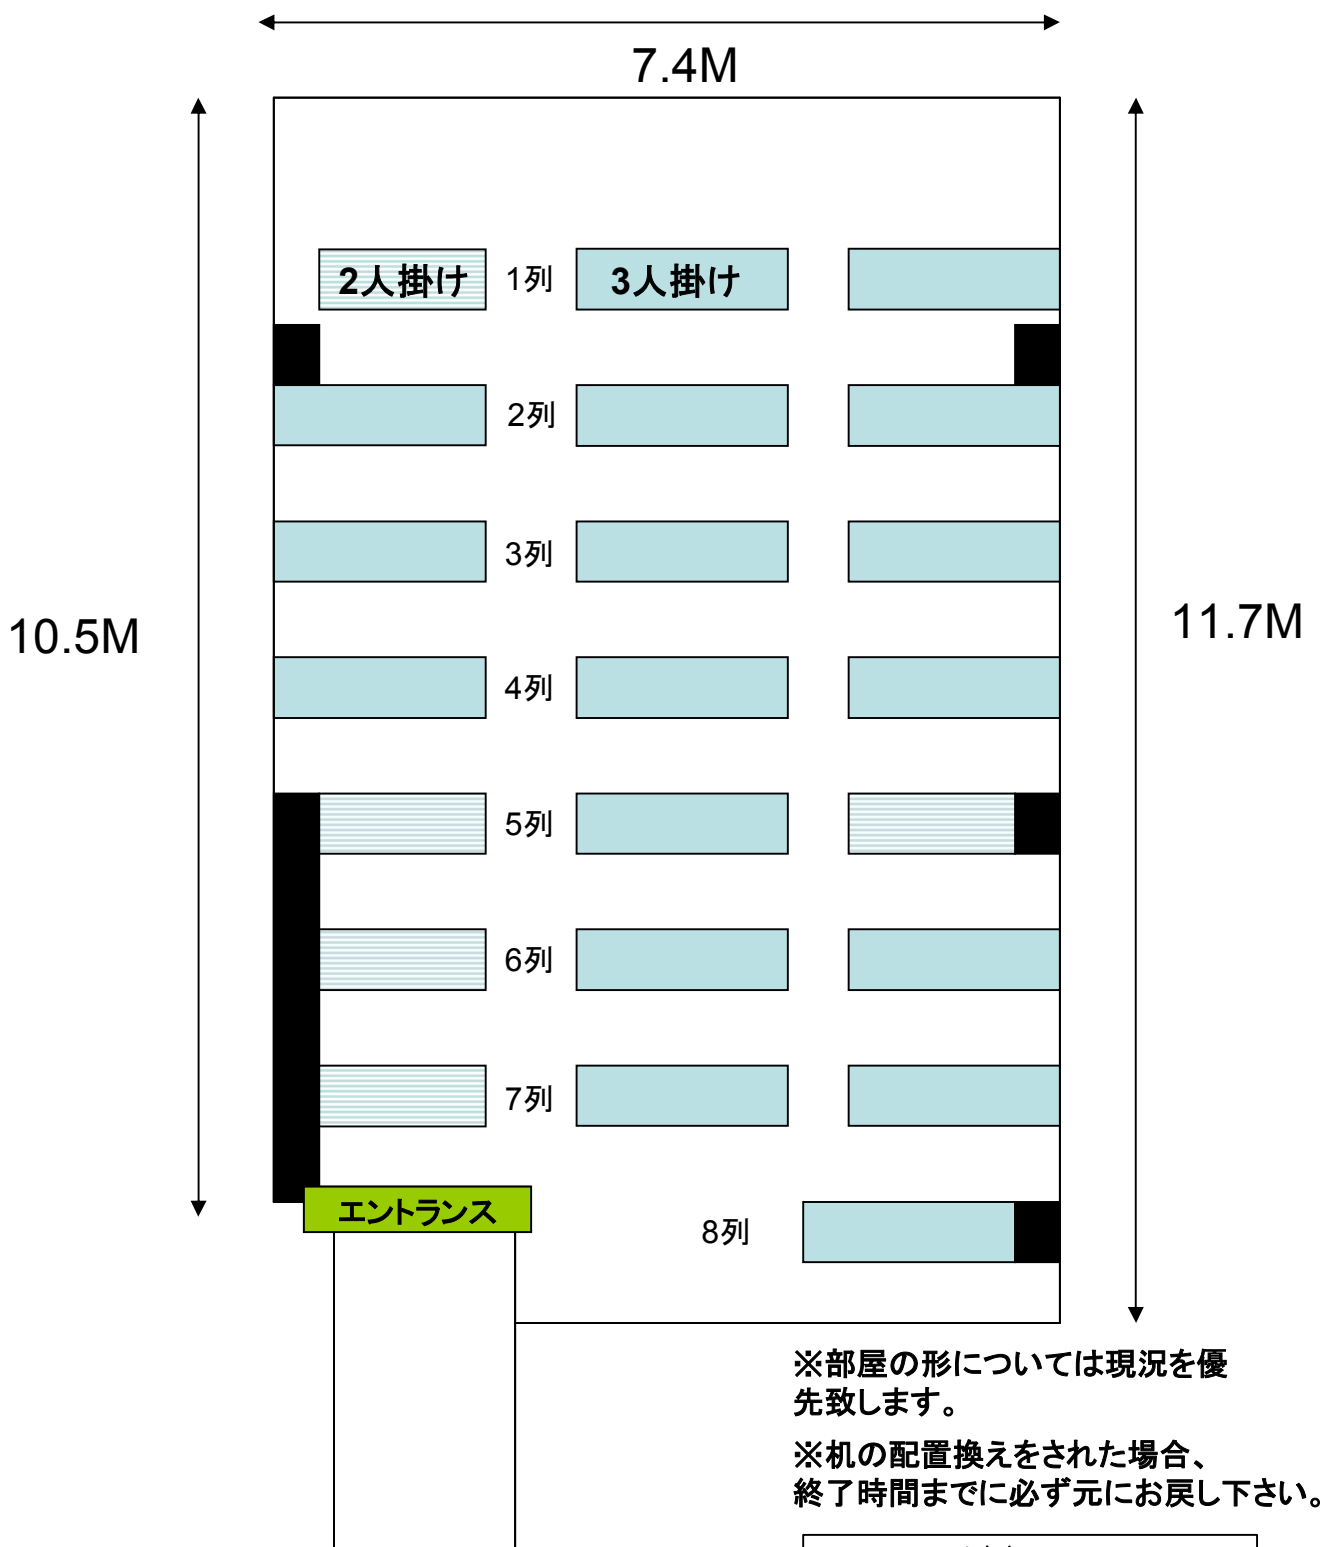 7.4M
2人掛け 1列 3人掛け
2列
3列
10.5M
11.7M
4列
5列
6列
7列
エントランス
8列
※部屋の形については現況を優
先致します。
※机の配置換えをされた場合、
終了時間までに必ず元にお戻し下さい。